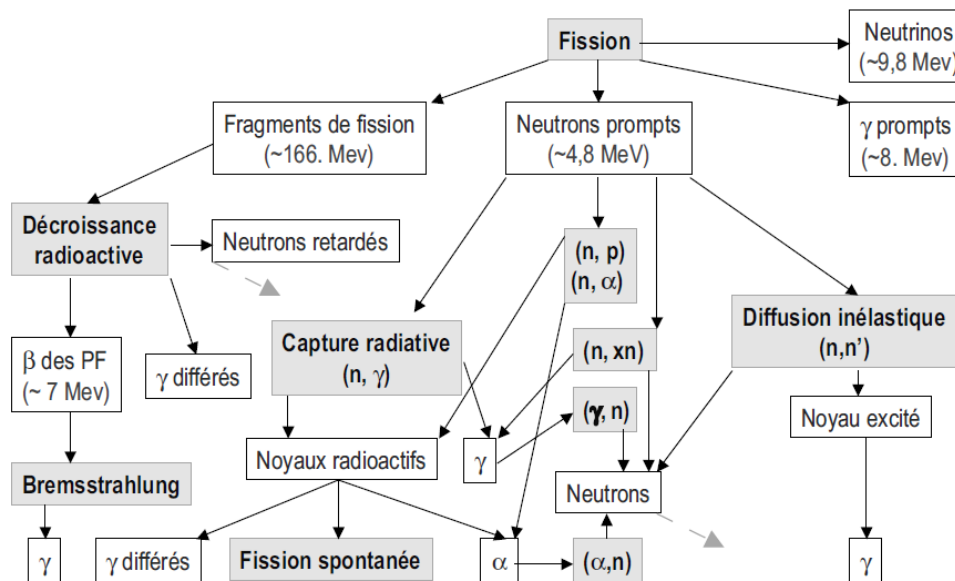 Fission
Neutrinos
(~9,8 Mev)
Fragments de fission
(~166. Mev)
Neutrons prompts
(~4,8 MeV)
γ prompts
(~8. Mev)
Décroissance
radioactive
Neutrons retardés
(n, p)
(n, α)
Diffusion inélastique
(n,n’)
Capture radiative
(n, γ)
(n, xn)
β des PF
(~ 7 Mev)
γ différés
(γ, n)
Noyau excité
Noyaux radioactifs
γ
Neutrons
Bremsstrahlung
γ
γ différés
Fission spontanée
α
(α,n)
γ